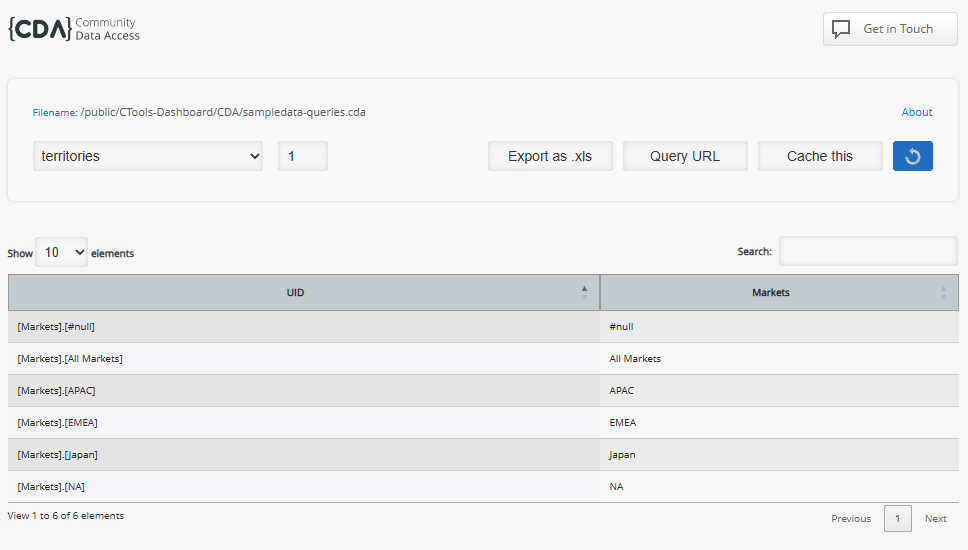 {CDA} Community Data Access
Get in Touch
Filename: /public/CTools-Dashboard/CDA/sampledata-queries.cda
About
territories 1 Export as .xls Query URL Cache this
Show 10 elements
Search:
UID Markets
[Markets].[#null] #null
[Markets].[All Markets] All Markets
[Markets].[APAC] APAC
[Markets].[EMEA] EMEA
[Markets].[Japan] Japan
[Markets].[NA] NA
View 1 to 6 of 6 elements
Previous 1 Next